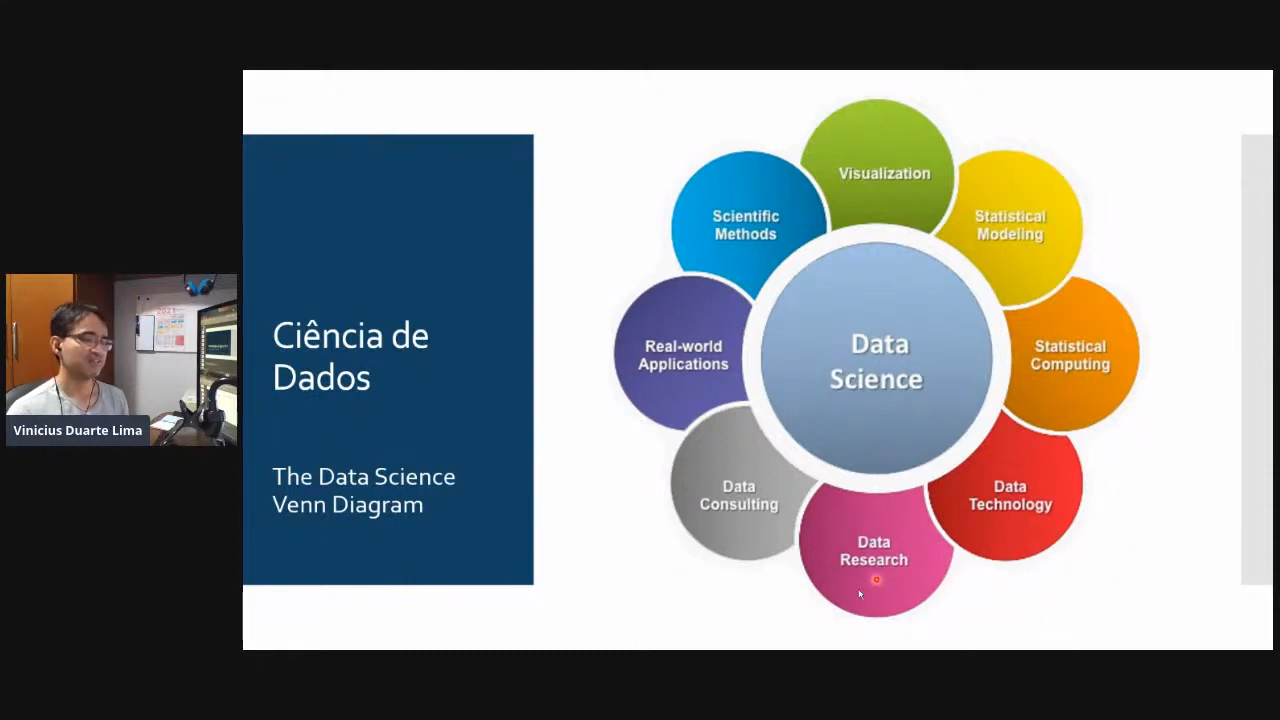 Ciência de
Dados
The Data Science
Venn Diagram
Visualization
Statistical
Modeling
Statistical
Computing
Data
Technology
Data
Research
Data
Consulting
Real-world
Applications
Scientific
Methods
Data
Science
2021
Vinicius Duarte Lima